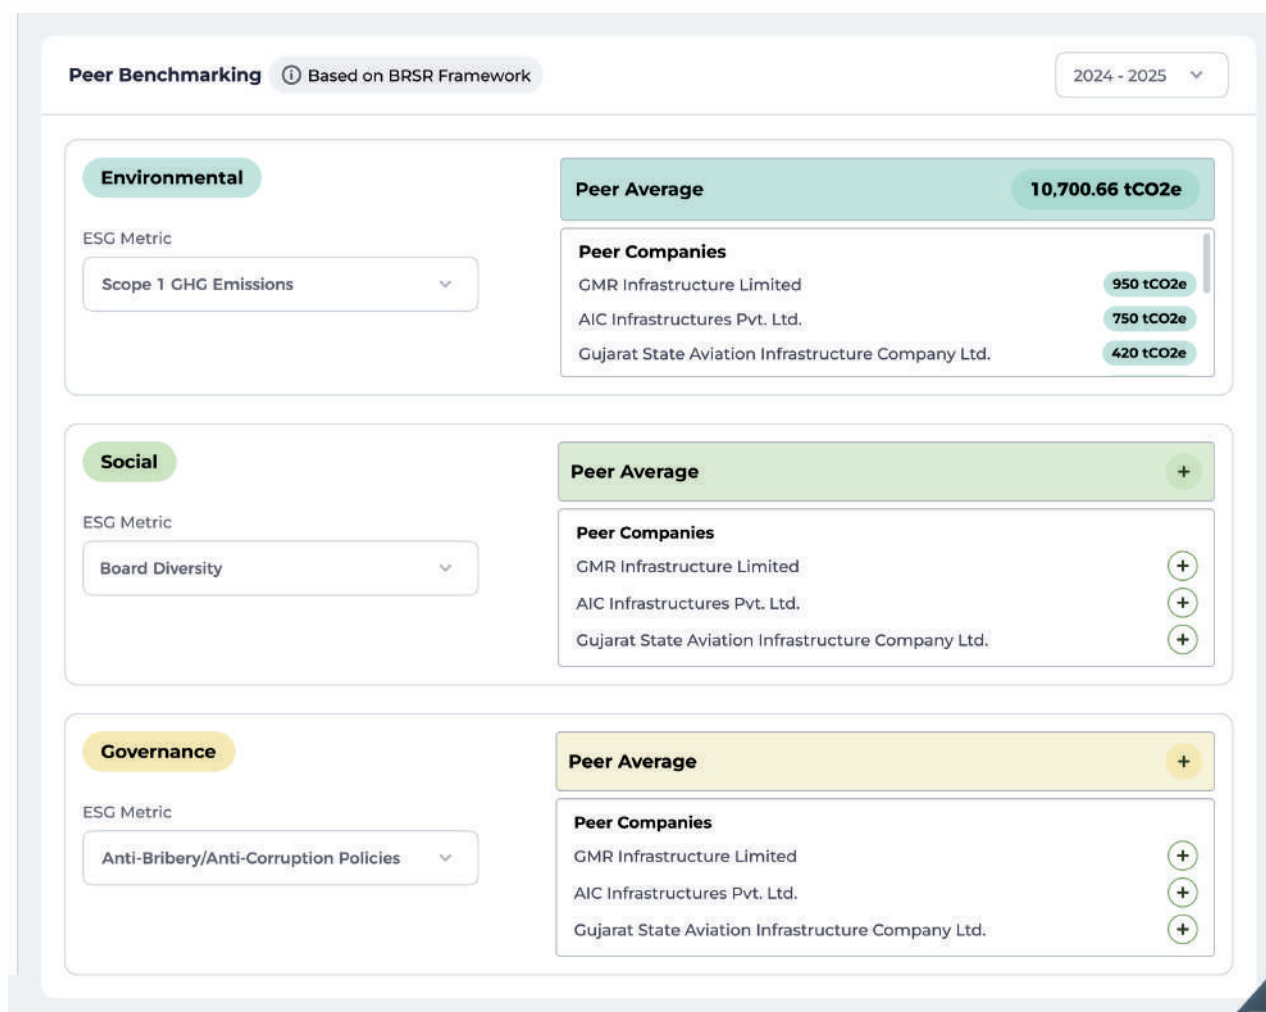 Peer Benchmarking
Based on BRSR Framework
2024 - 2025
Environmental
ESG Metric
Scope 1 GHG Emissions
Peer Average
10,700.66 tCO2e
Peer Companies
GMR Infrastructure Limited
950 tCO2e
AIC Infrastructures Pvt. Ltd.
750 tCO2e
Gujarat State Aviation Infrastructure Company Ltd.
420 tCO2e
Social
ESG Metric
Board Diversity
Peer Average
+
Peer Companies
GMR Infrastructure Limited
+
AIC Infrastructures Pvt. Ltd.
+
Gujarat State Aviation Infrastructure Company Ltd.
+
Governance
ESG Metric
Anti-Bribery/Anti-Corruption Policies
Peer Average
+
Peer Companies
GMR Infrastructure Limited
+
AIC Infrastructures Pvt. Ltd.
+
Gujarat State Aviation Infrastructure Company Ltd.
+